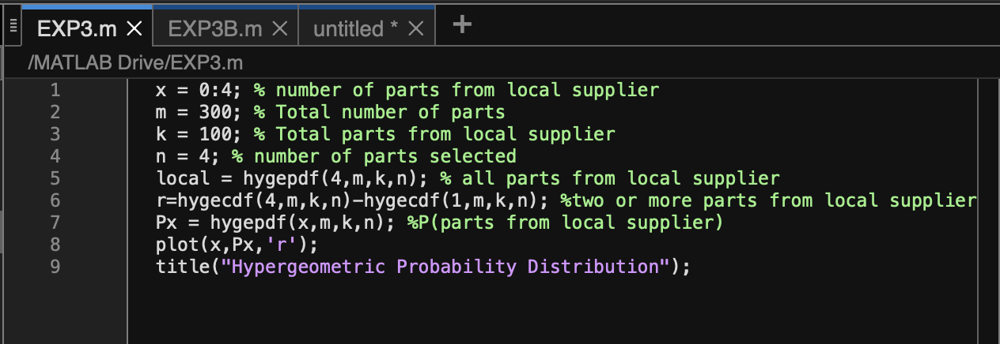 EXP3.m × EXP3B.m × untitled * × +
/MATLAB Drive/EXP3.m
1 x = 0:4; % number of parts from local supplier
2 m = 300; % Total number of parts
3 k = 100; % Total parts from local supplier
4 n = 4; % number of parts selected
5 local = hygepdf(4,m,k,n); % all parts from local supplier
6 r=hygecdf(4,m,k,n)-hygecdf(1,m,k,n); %two or more parts from local supplier
7 Px = hygepdf(x,m,k,n); %P(parts from local supplier)
8 plot(x,Px,'r');
9 title("Hypergeometric Probability Distribution");